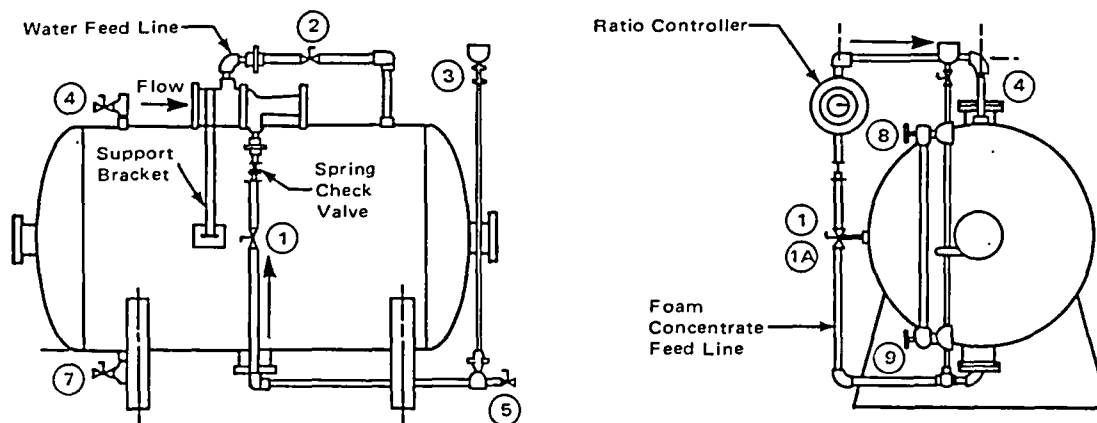 Water Feed Line
2
3
4
Flow
Support
Bracket
Spring
Check
Valve
1
7
5
Ratio Controller
4
8
1
1A
Foam
Concentrate
Feed Line
9